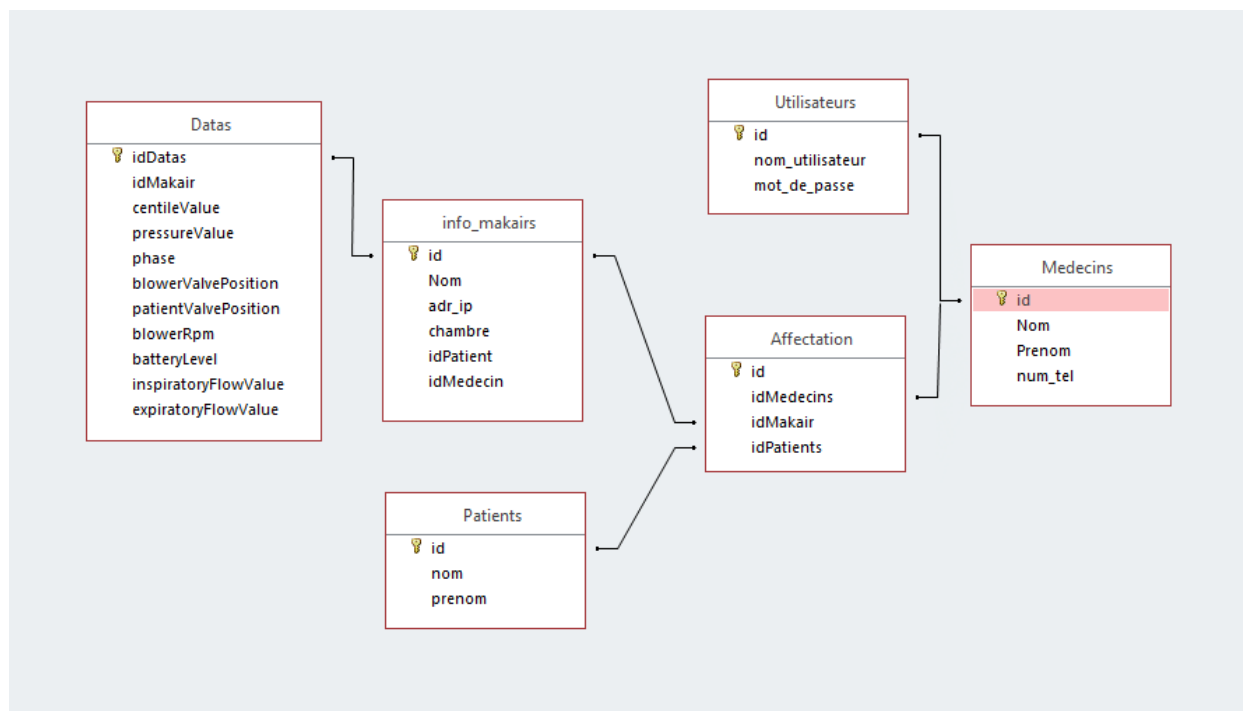 Datas
idDatas
idMakair
centileValue
pressureValue
phase
blowerValvePosition
patientValvePosition
blowerRpm
batteryLevel
inspiratoryFlowValue
expiratoryFlowValue
info_makairs
id
Nom
adr_ip
chambre
idPatient
idMedecin
Patients
id
nom
prenom
Utilisateurs
id
nom_utilisateur
mot_de_passe
Affectation
id
idMedecins
idMakair
idPatients
Medecins
id
Nom
Prenom
num_tel